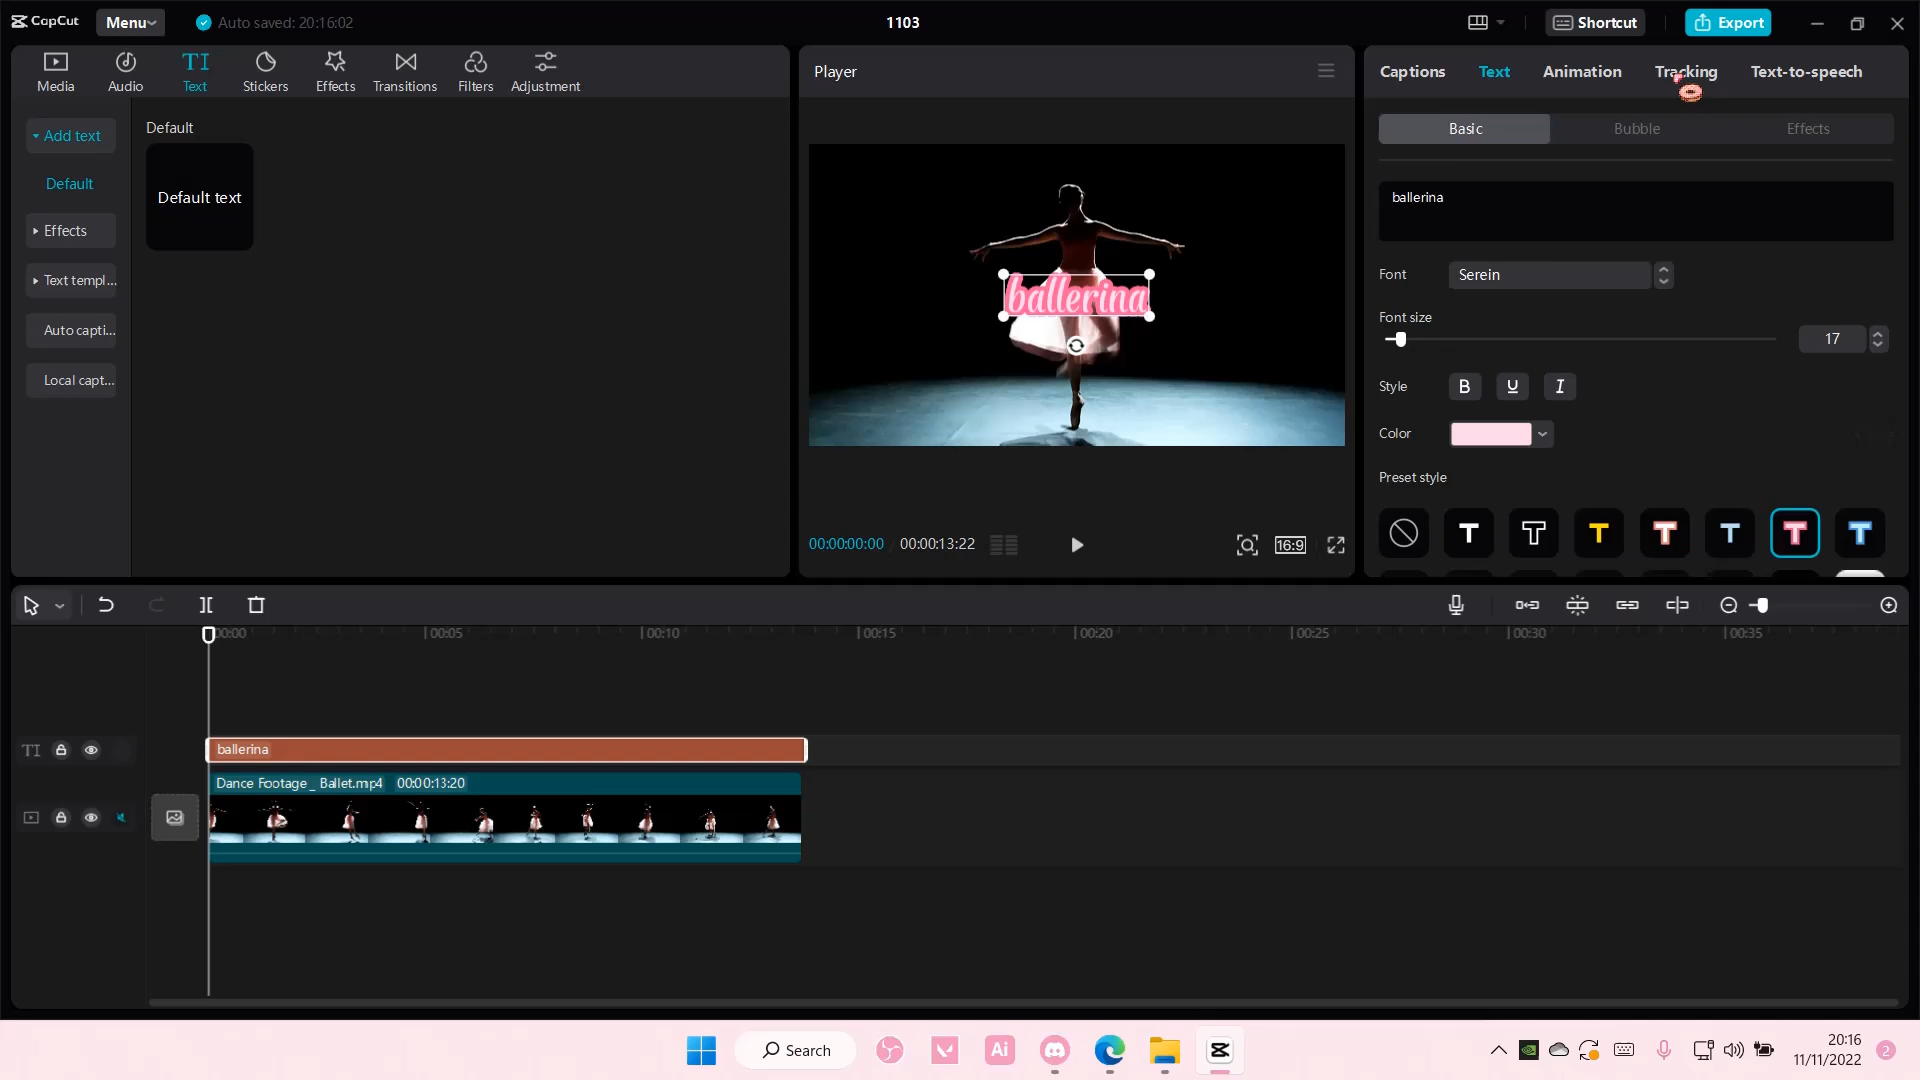 CapCut
Menu
Auto saved: 20:16:02
1103
Shortcut
Export
Media
Audio
TI
Text
Stickers
Effects
Transitions
Filters
Adjustment
Add text
Default
Effects
Text templ...
Auto capti...
Local capt...
Default
Default text
Player
ballerina
00:00:00:00
00:00:13:22
16:9
Captions
Text
Animation
Tracking
Text-to-speech
Basic
Bubble
Effects
ballerina
Font
Serein
Font size
17
Style
B
U
I
Color
Preset style
T
T
T
T
T
T
T
00:00
00:05
00:10
00:15
00:20
00:25
00:30
00:35
TI
ballerina
Dance Footage _ Ballet.mp4
00:00:13:20
Search
Ai
20:16
11/11/2022
2